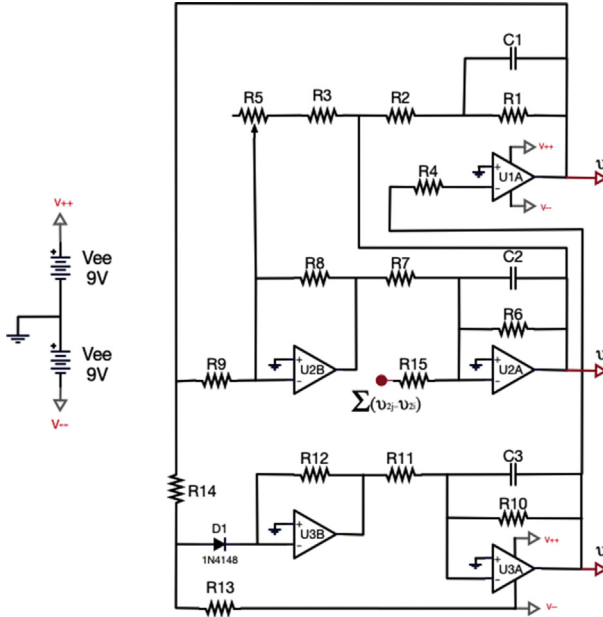 C1
R5 R3 R2 R1
V++
R4 + U1A - υ
V--
V++
R8 R7 C2
+ Vee
9V
R6
R9 + U2B - R15 + U2A - υ
+ Vee
9V
∑(υ2j-υ2i)
V--
R12 R11 C3
R14
R10
D1 + U3B -
1N4148
V++
+ U3A - υ
R13
V--